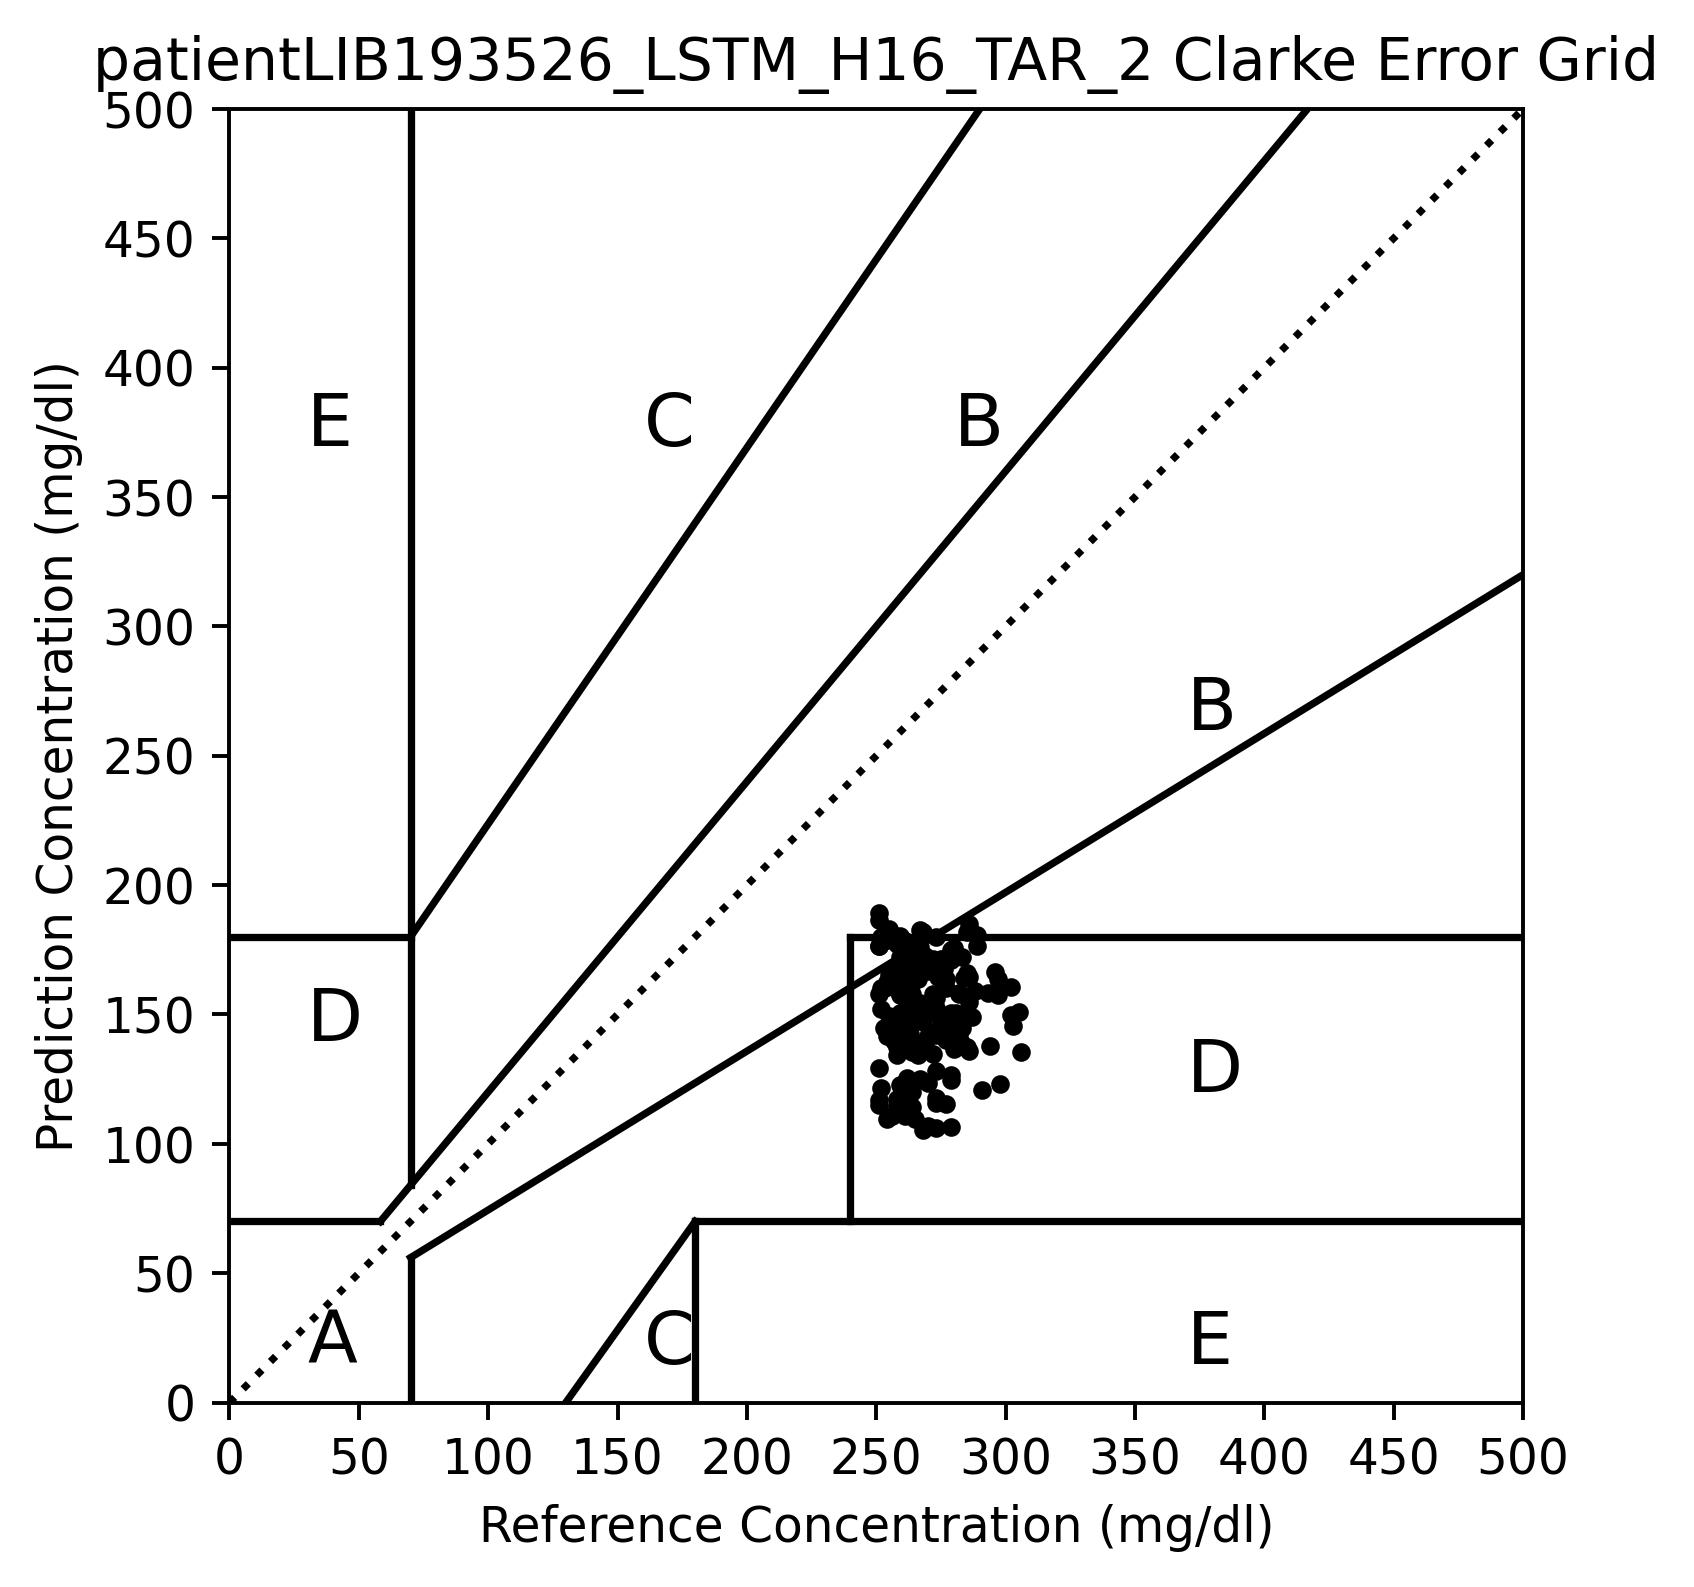 patientLIB193526_LSTM_H16_TAR_2 Clarke Error Grid
500
450
400
350
300
250
200
150
100
50
0
Prediction Concentration (mg/dl)
E
C
B
B
D
D
A
C
E
0 50 100 150 200 250 300 350 400 450 500
Reference Concentration (mg/dl)